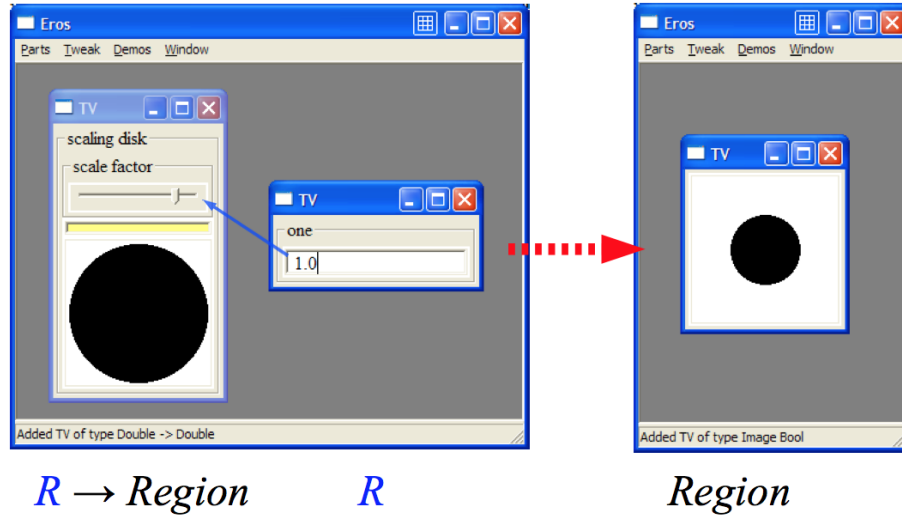 Eros
Parts Tweak Demos Window
TV
scaling disk
scale factor
TV
one
1.0
Added TV of type Double -> Double
Eros
Parts Tweak Demos Window
TV
Added TV of type Image Bool
R → Region R Region